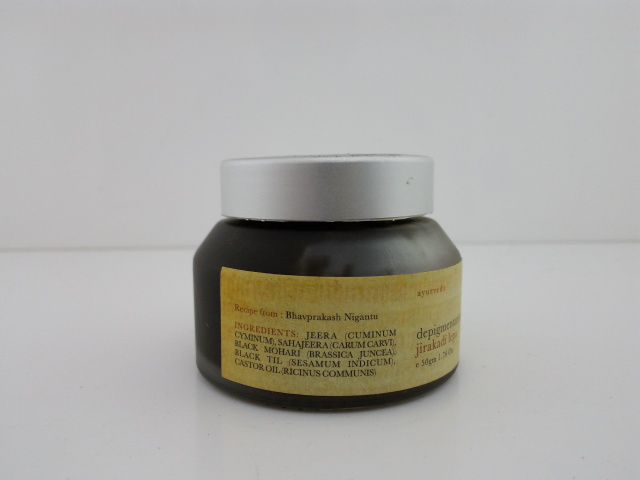 Recipe from : Bhavprakash Nigantu
INGREDIENTS: JEERA (CUMINUM
CYMINUM), SAHAJEERA (CARUM CARVI),
BLACK MOHARI (BRASSICA JUNCEA),
BLACK TIL (SESAMUM INDICUM),
CASTOR OIL (RICINUS COMMUNIS)
ayurveda
jirakadi
e 50gm